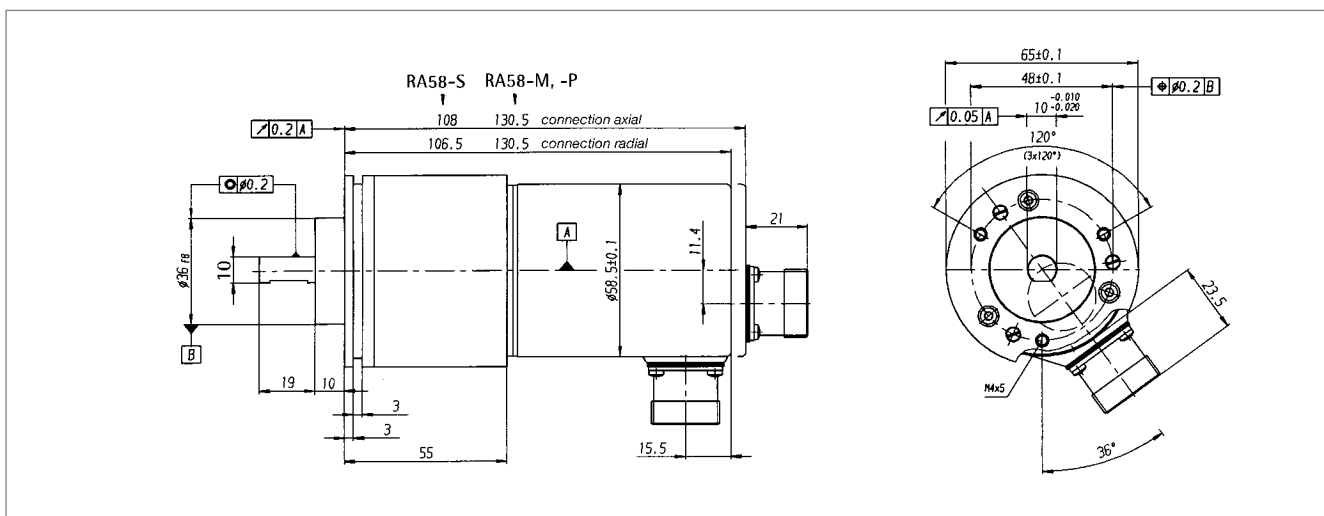 RA58-S RA58-M, -P
108 130.5 connection axial
106.5 130.5 connection radial
↗ 0.2 A
◎ ø0.2
ø36 F8
10
B
19
10
3
3
55
A
ø58.5±0.1
11.4
21
15.5
65±0.1
48±0.1
⌖ ø0.2 B
10 -0.010 -0.020
↗ 0.05 A
120°
(3x120°)
23.5
M4x5
36°